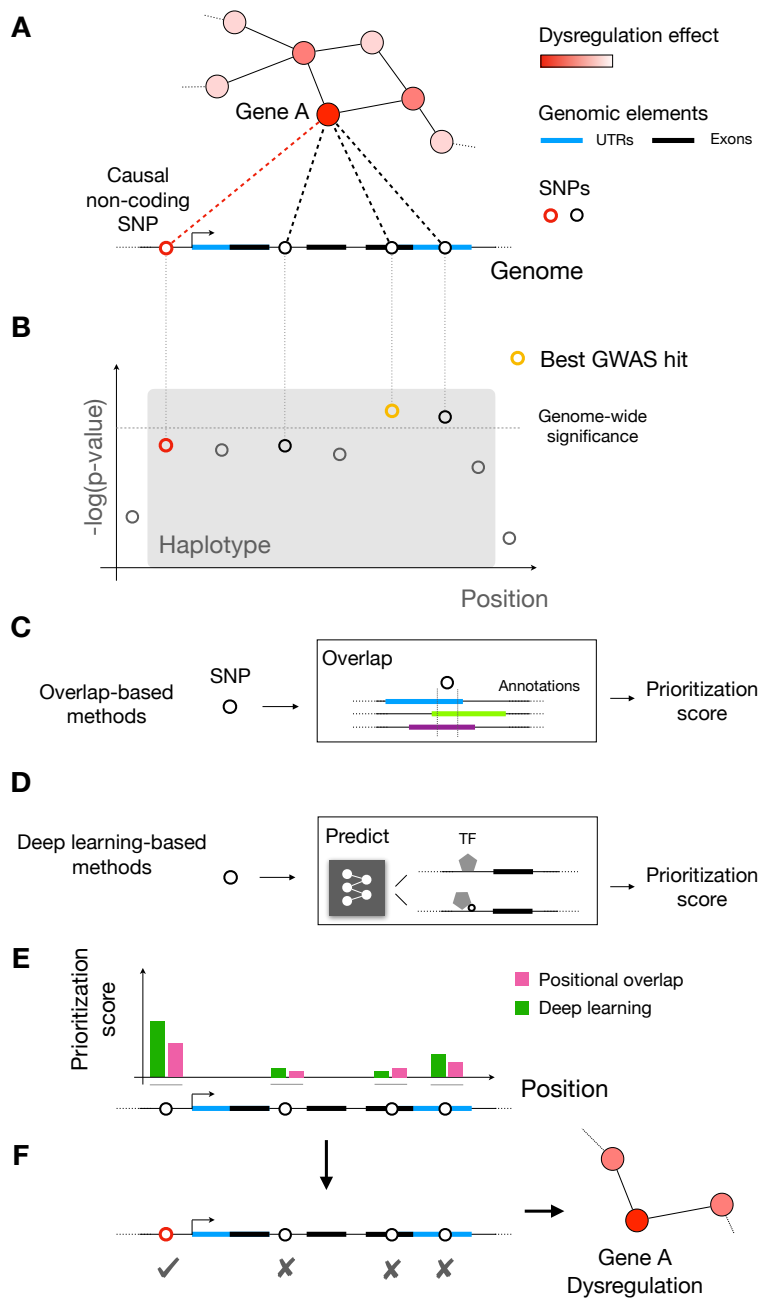 A
Dysregulation effect
Gene A
Genomic elements
UTRs
Exons
Causal
non-coding
SNP
SNPs
Genome
B
Best GWAS hit
-log(p-value)
Genome-wide
significance
Haplotype
Position
C
Overlap-based
methods
SNP
Overlap
Annotations
Prioritization
score
D
Deep learning-based
methods
Predict
TF
Prioritization
score
E
Prioritization
score
Positional overlap
Deep learning
Position
F
✓ ✗ ✗ ✗
Gene A
Dysregulation